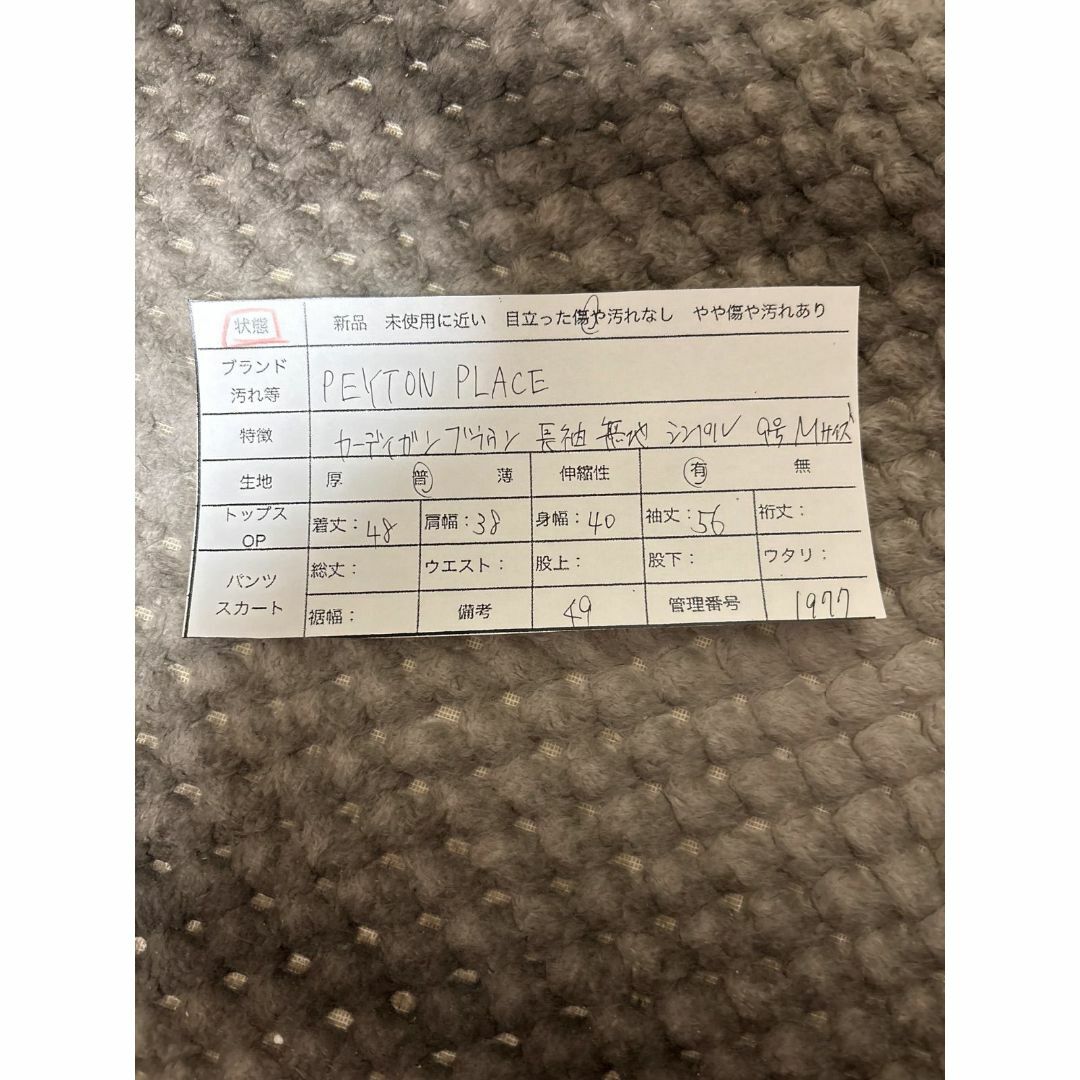 状態 新品 未使用に近い 目立った傷や汚れなし やや傷や汚れあり
ブランド
汚れ等 PEYTON PLACE
特徴 カーディガン ブラウン 長袖 無地 シンプル 9号 Mサイズ
生地 厚 普 薄 伸縮性 有 無
トップス
OP 着丈：48 肩幅：38 身幅：40 袖丈：56 裄丈：
パンツ
スカート 総丈： ウエスト： 股上： 股下： ワタリ：
裾幅： 備考 49 管理番号 1977